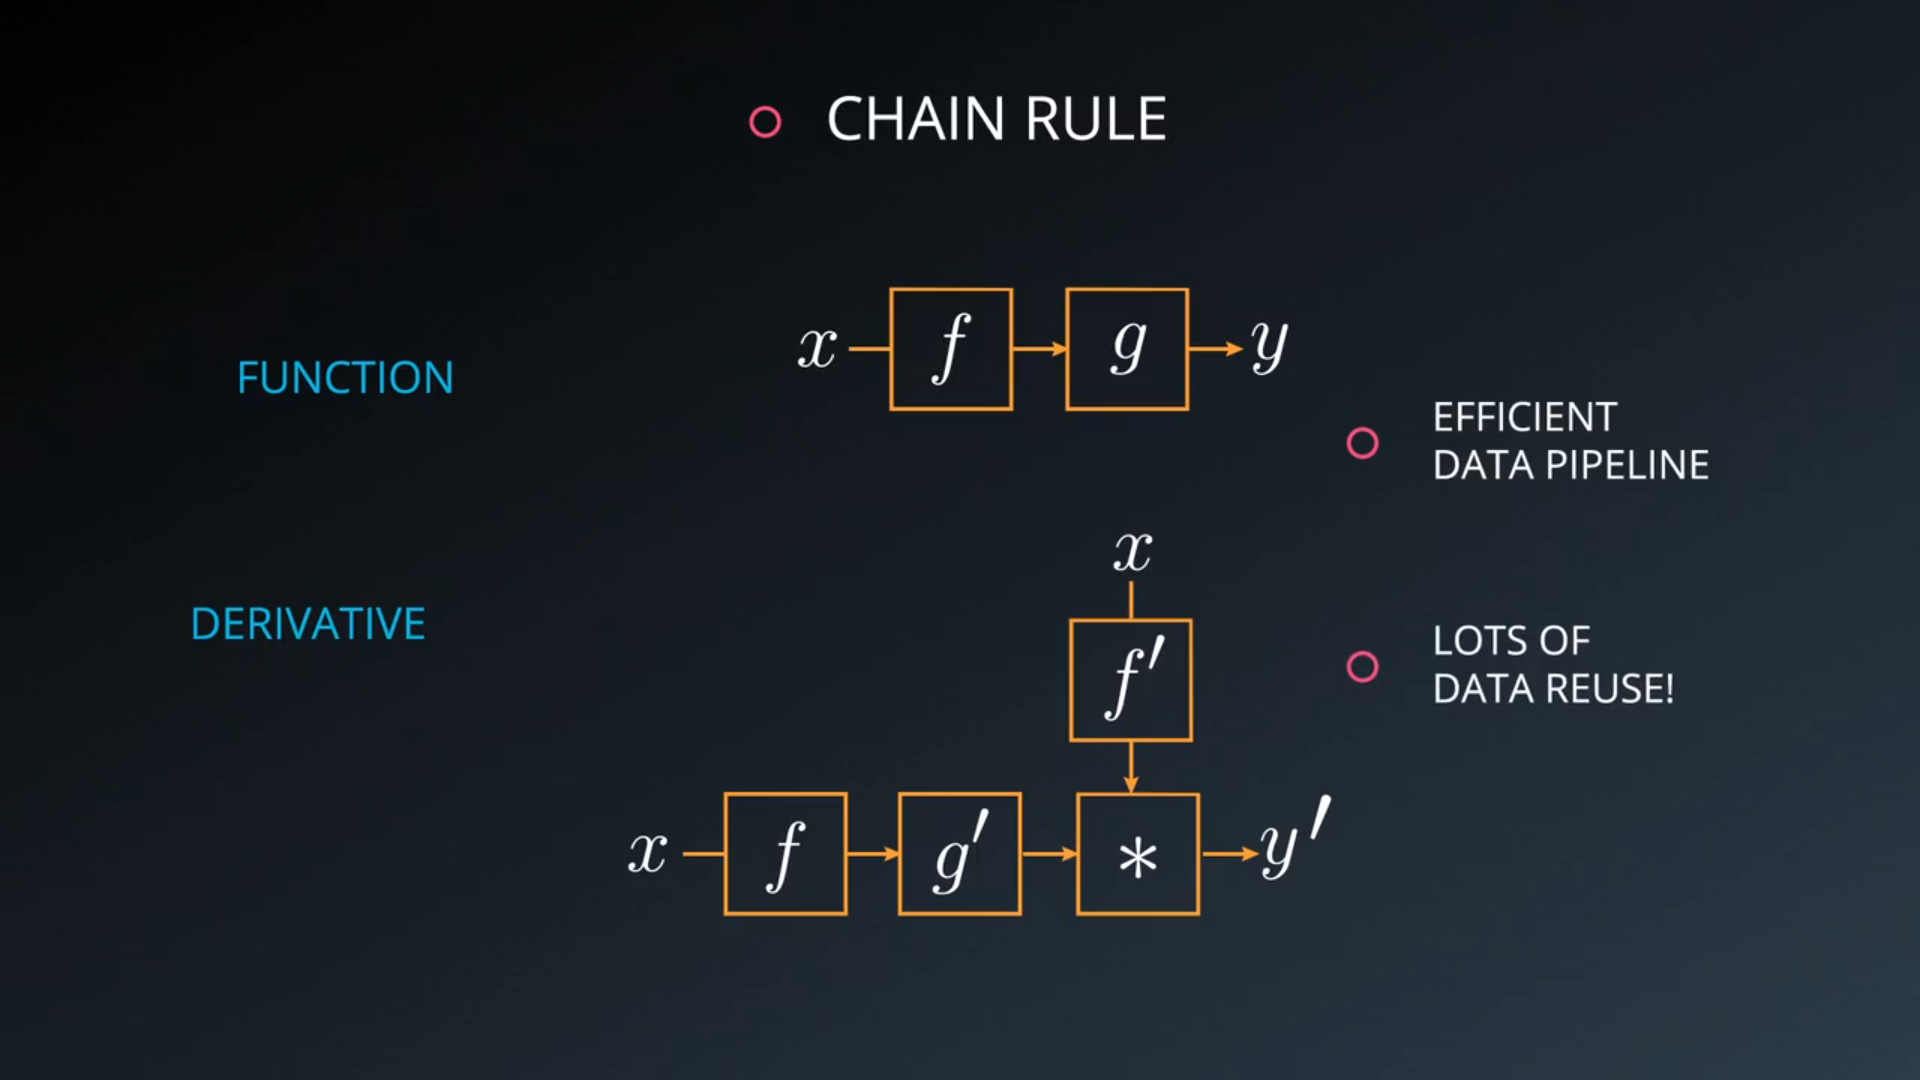 CHAIN RULE
FUNCTION
x f g y
EFFICIENT
DATA PIPELINE
DERIVATIVE
x
f′
LOTS OF
DATA REUSE!
x f g′ * y′